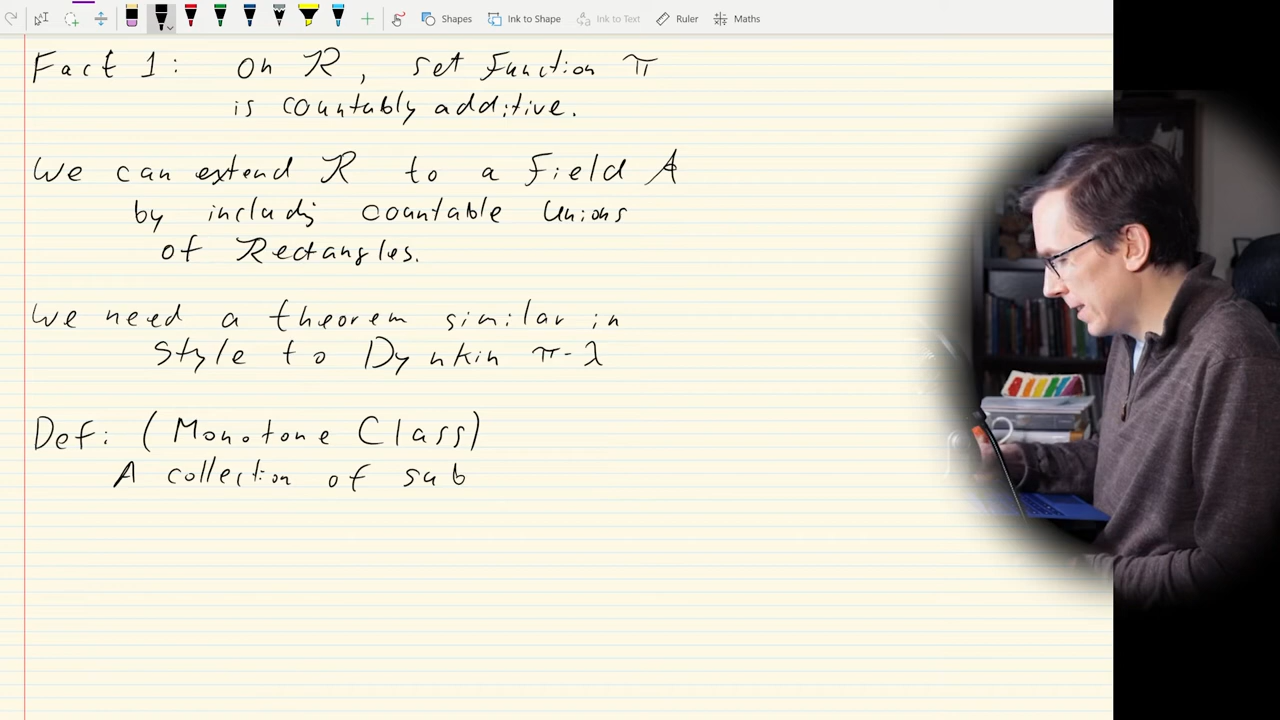 Shapes Ink to Shape Ink to Text Ruler Maths
Fact 1: On R, set function π
is countably additive.
We can extend R to a Field A
by includig countable Unions
of Rectangles.
We need a theorem similar in
Style to Dynkin π-λ
Def: (Monotone Class)
A collection of sub